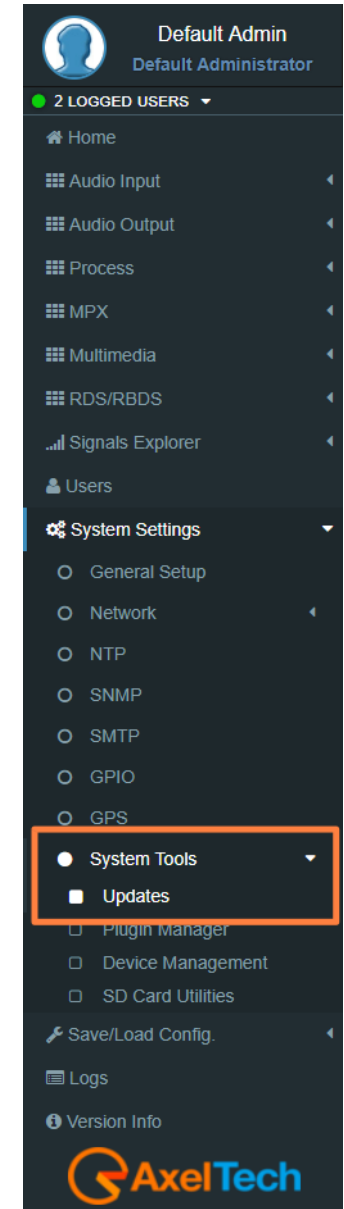 Default Admin
Default Administrator
2 LOGGED USERS
Home
Audio Input
Audio Output
Process
MPX
Multimedia
RDS/RBDS
Signals Explorer
Users
System Settings
General Setup
Network
NTP
SNMP
SMTP
GPIO
GPS
System Tools
Updates
Plugin Manager
Device Management
SD Card Utilities
Save/Load Config.
Logs
Version Info
AxelTech